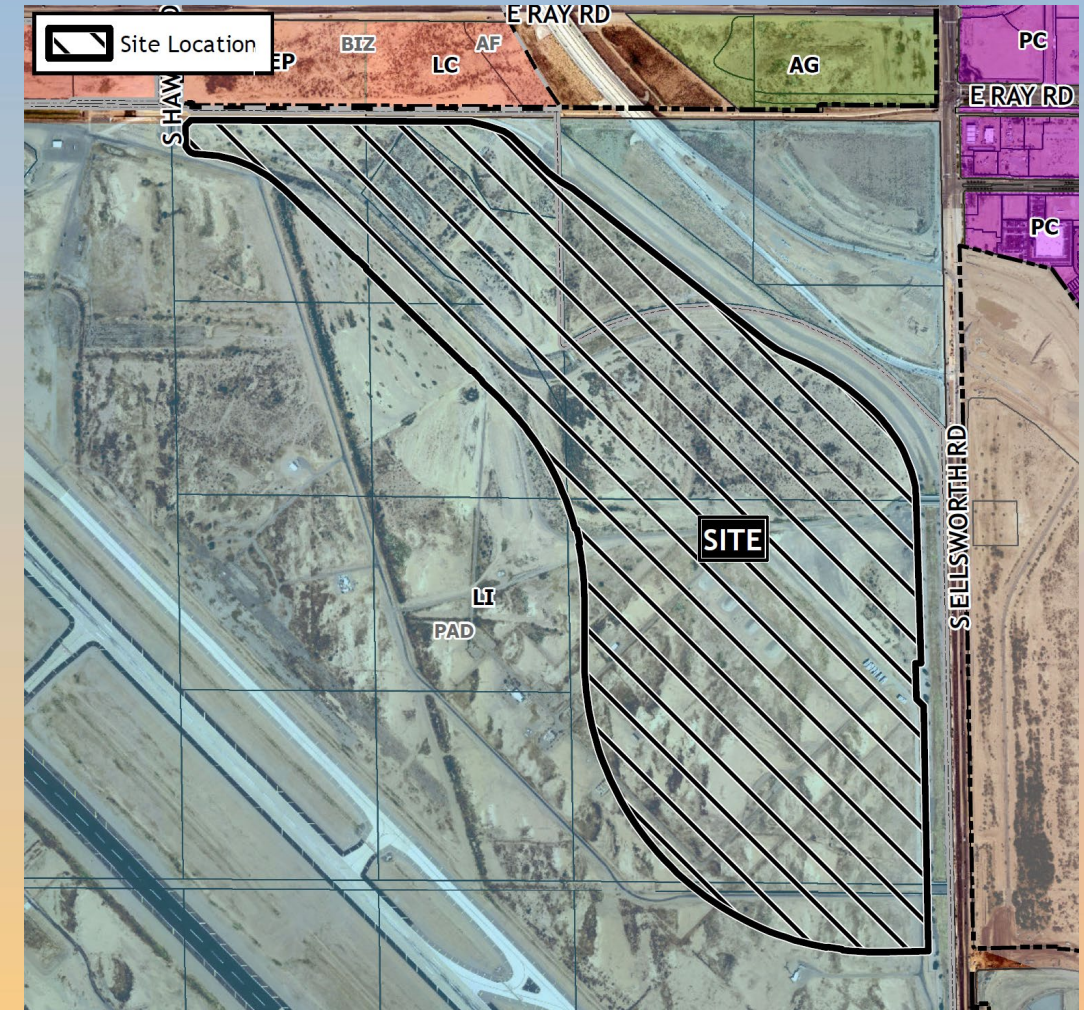 E RAY RD
Site Location
BIZ
AF
EP
LC
AG
PC
E RAY RD
S HAW
D
PC
SITE
S ELLSWORTH RD
LI
PAD